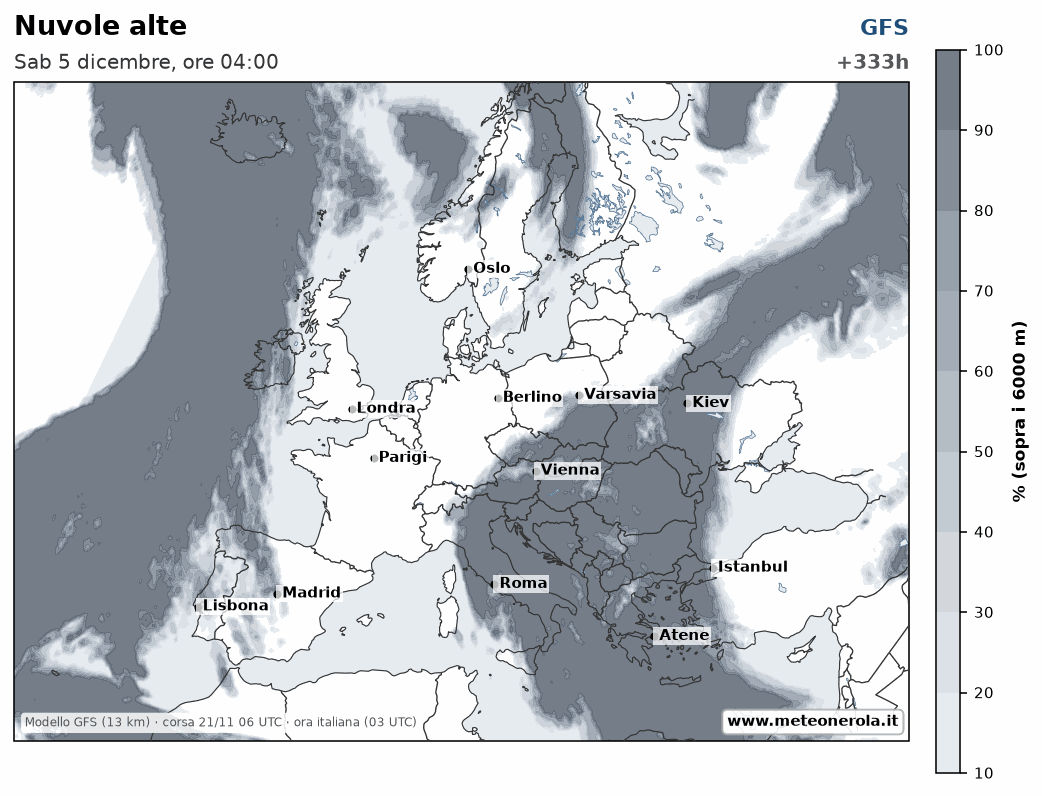 Nuvole alte
GFS
Sab 5 dicembre, ore 04:00
+333h
Oslo
Londra
Berlino
Varsavia
Kiev
Parigi
Vienna
Istanbul
Roma
Madrid
Lisbona
Atene
Modello GFS (13 km) · corsa 21/11 06 UTC · ora italiana (03 UTC)
www.meteonerola.it
100
90
80
70
60
50
40
30
20
10
% (sopra i 6000 m)